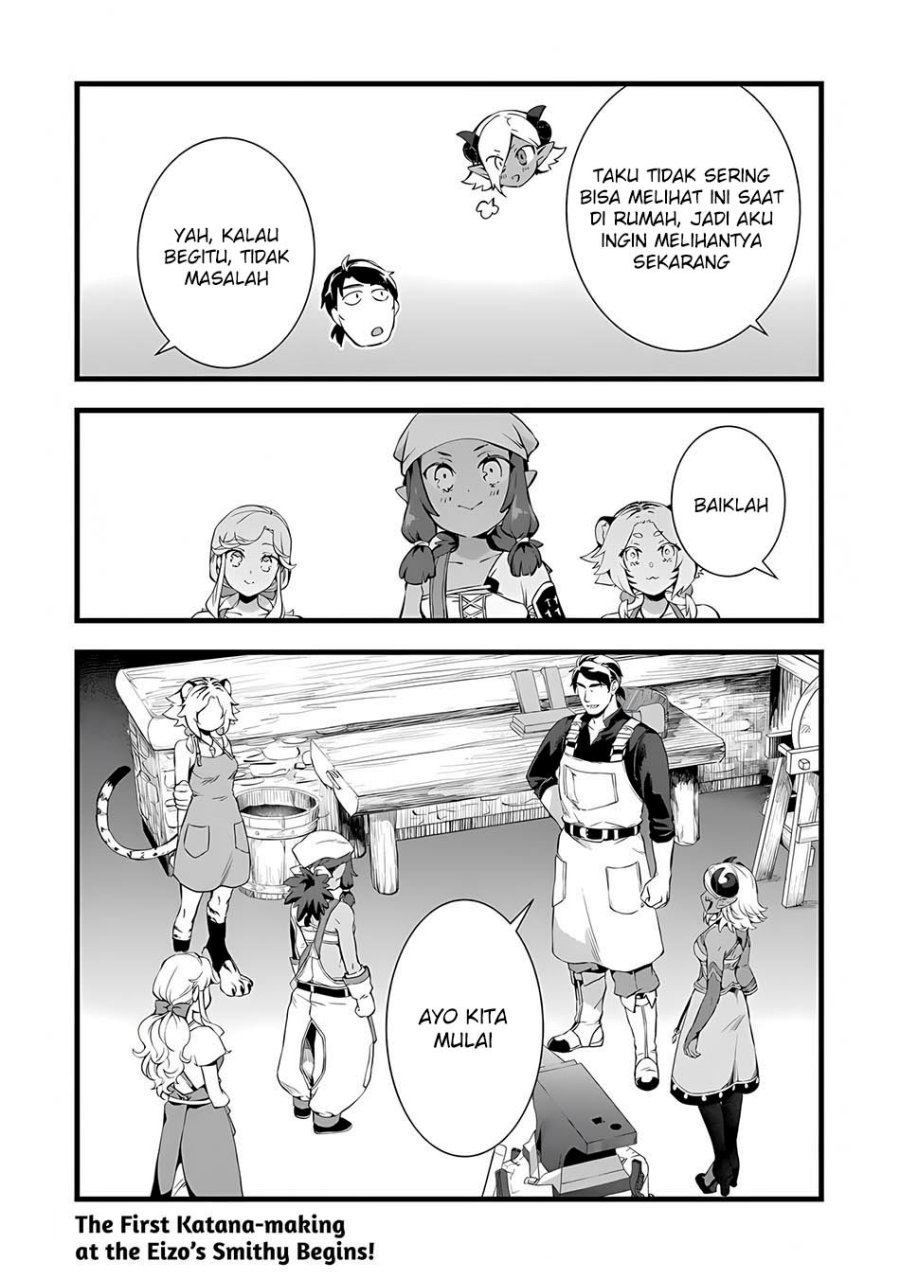 TAKU TIDAK SERING
BISA MELIHAT INI SAAT
DI RUMAH, JADI AKU
INGIN MELIHANTYA
SEKARANG
YAH, KALAU
BEGITU, TIDAK
MASALAH
BAIKLAH
AYO KITA
MULAI
The First Katana-making
at the Eizo's Smithy Begins!